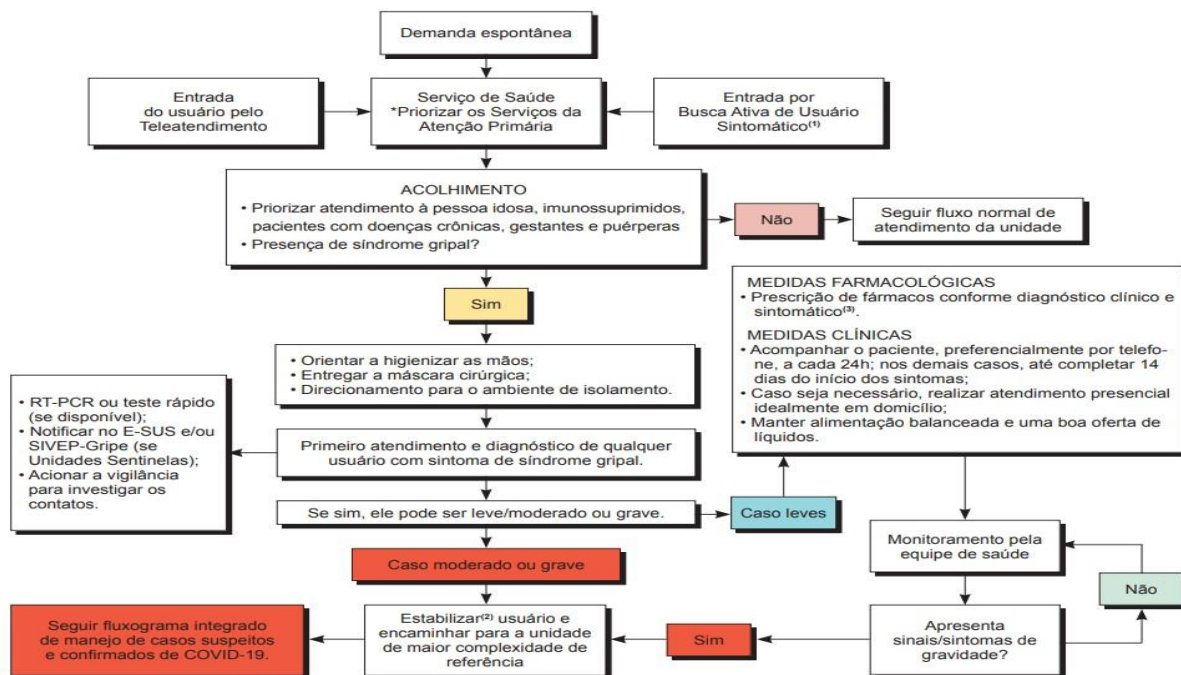 Demanda espontânea
Entrada
do usuário pelo
Teleatendimento
Serviço de Saúde
*Priorizar os Serviços da
Atenção Primária
Entrada por
Busca Ativa de Usuário
Sintomático(1)
ACOLHIMENTO
• Priorizar atendimento à pessoa idosa, imunossuprimidos,
pacientes com doenças crônicas, gestantes e puérperas
• Presença de síndrome gripal?
Não
Seguir fluxo normal de
atendimento da unidade
Sim
MEDIDAS FARMACOLÓGICAS
• Prescrição de fármacos conforme diagnóstico clínico e
sintomático(3).
MEDIDAS CLÍNICAS
• Acompanhar o paciente, preferencialmente por telefo-
ne, a cada 24h; nos demais casos, até completar 14
dias do início dos sintomas;
• Caso seja necessário, realizar atendimento presencial
idealmente em domicílio;
• Manter alimentação balanceada e uma boa oferta de
líquidos.
• Orientar a higienizar as mãos;
• Entregar a máscara cirúrgica;
• Direcionamento para o ambiente de isolamento.
• RT-PCR ou teste rápido
(se disponível);
• Notificar no E-SUS e/ou
SIVEP-Gripe (se
Unidades Sentinelas);
• Acionar a vigilância
para investigar os
contatos.
Primeiro atendimento e diagnóstico de qualquer
usuário com sintoma de síndrome gripal.
Se sim, ele pode ser leve/moderado ou grave.
Caso leves
Caso moderado ou grave
Monitoramento pela
equipe de saúde
Não
Seguir fluxograma integrado
de manejo de casos suspeitos
e confirmados de COVID-19.
Estabilizar(2) usuário e
encaminhar para a unidade
de maior complexidade de
referência
Sim
Apresenta
sinais/sintomas de
gravidade?